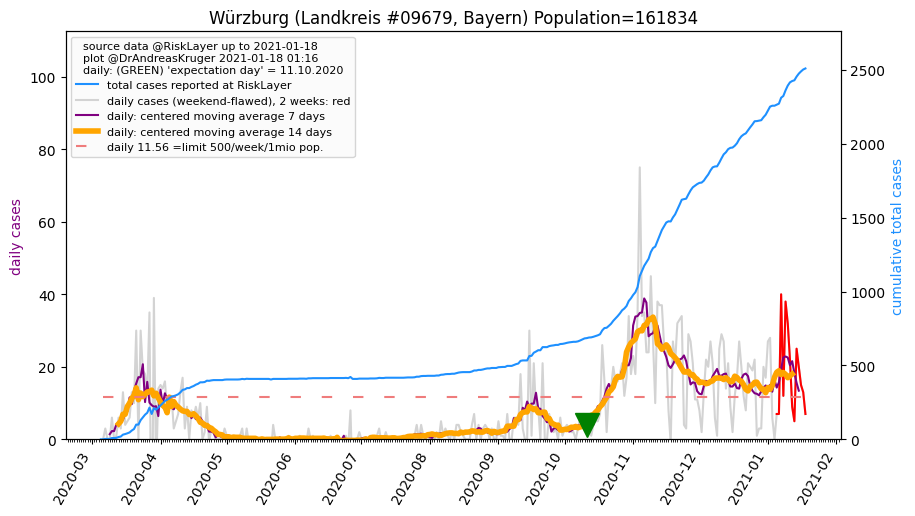 Würzburg (Landkreis #09679, Bayern) Population=161834
source data @RiskLayer up to 2021-01-18
plot @DrAndreasKruger 2021-01-18 01:16
daily: (GREEN) 'expectation day' = 11.10.2020
total cases reported at RiskLayer
daily cases (weekend-flawed), 2 weeks: red
daily: centered moving average 7 days
daily: centered moving average 14 days
daily 11.56 =limit 500/week/1mio pop.
daily cases
100
80
60
40
20
0
cumulative total cases
2500
2000
1500
1000
500
0
2020-03
2020-04
2020-05
2020-06
2020-07
2020-08
2020-09
2020-10
2020-11
2020-12
2021-01
2021-02